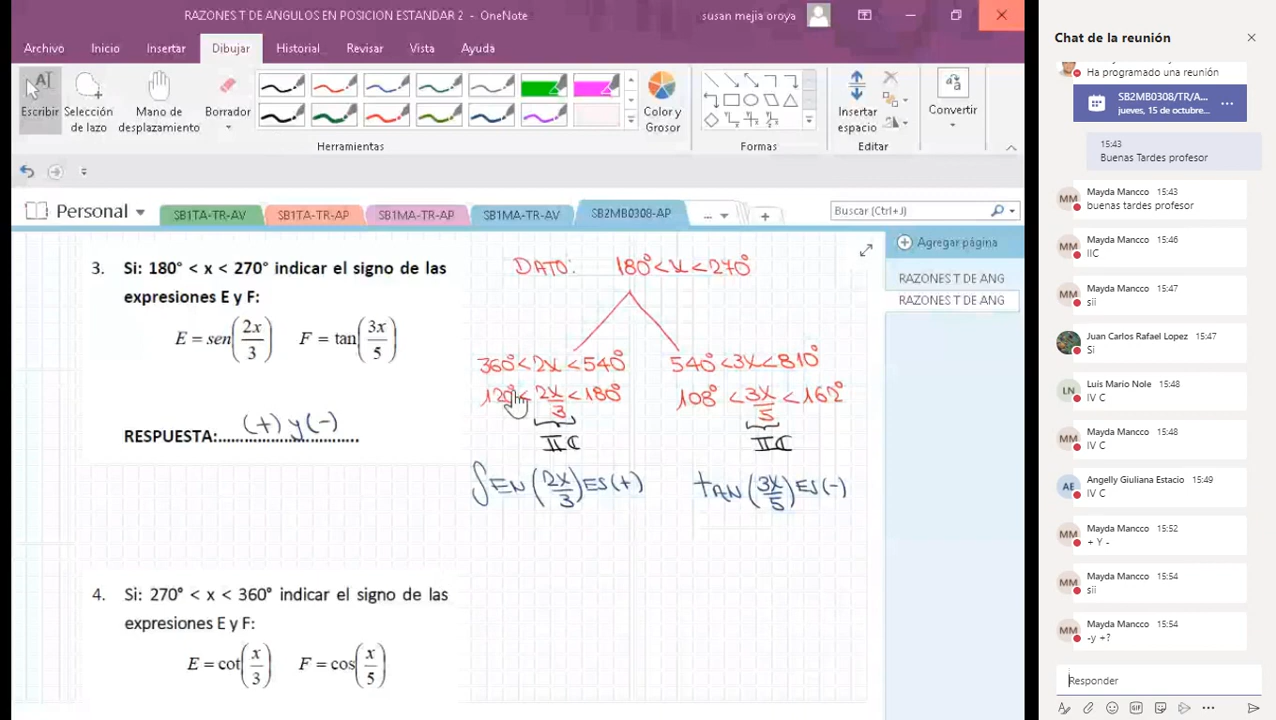 RAZONES T DE ANGULOS EN POSICION ESTANDAR 2 - OneNote
susan mejia oroya
Archivo Inicio Insertar Dibujar Historial Revisar Vista Ayuda
Escribir
Selección de lazo
Mano de desplazamiento
Borrador
Color y Grosor
Insertar espacio
Convertir
Herramientas
Formas
Editar
Personal
SB1TA-TR-AV
SB1TA-TR-AP
SB1MA-TR-AP
SB1MA-TR-AV
SB2MB0308-AP
...
Buscar (Ctrl+J)
Agregar página
RAZONES T DE ANG
RAZONES T DE ANG
3. Si: 180° < x < 270° indicar el signo de las
expresiones E y F:
E = sen(2x/3) F = tan(3x/5)
RESPUESTA:(+) y (-)
DATO: 180° < x < 270°
360° < 2x < 540° 540° < 3x < 810°
120° < 2x/3 < 180° 108° < 3x/5 < 162°
IIC IIC
SEN(2x/3) ES (+) TAN(3x/5) ES (-)
4. Si: 270° < x < 360° indicar el signo de las
expresiones E y F:
E = cot(x/3) F = cos(x/5)
Chat de la reunión
Ha programado una reunión
SB2MB0308/TR/A...
jueves, 15 de octubre...
15:43
Buenas Tardes profesor
MM Mayda Mancco 15:43
buenas tardes profesor
MM Mayda Mancco 15:46
IIC
MM Mayda Mancco 15:47
sii
Juan Carlos Rafael Lopez 15:47
Si
LN Luis Mario Nole 15:48
IV C
MM Mayda Mancco 15:48
IV C
AE Angelly Giuliana Estacio 15:49
IV C
MM Mayda Mancco 15:52
+ Y -
MM Mayda Mancco 15:54
sii
MM Mayda Mancco 15:54
-y +?
Responder